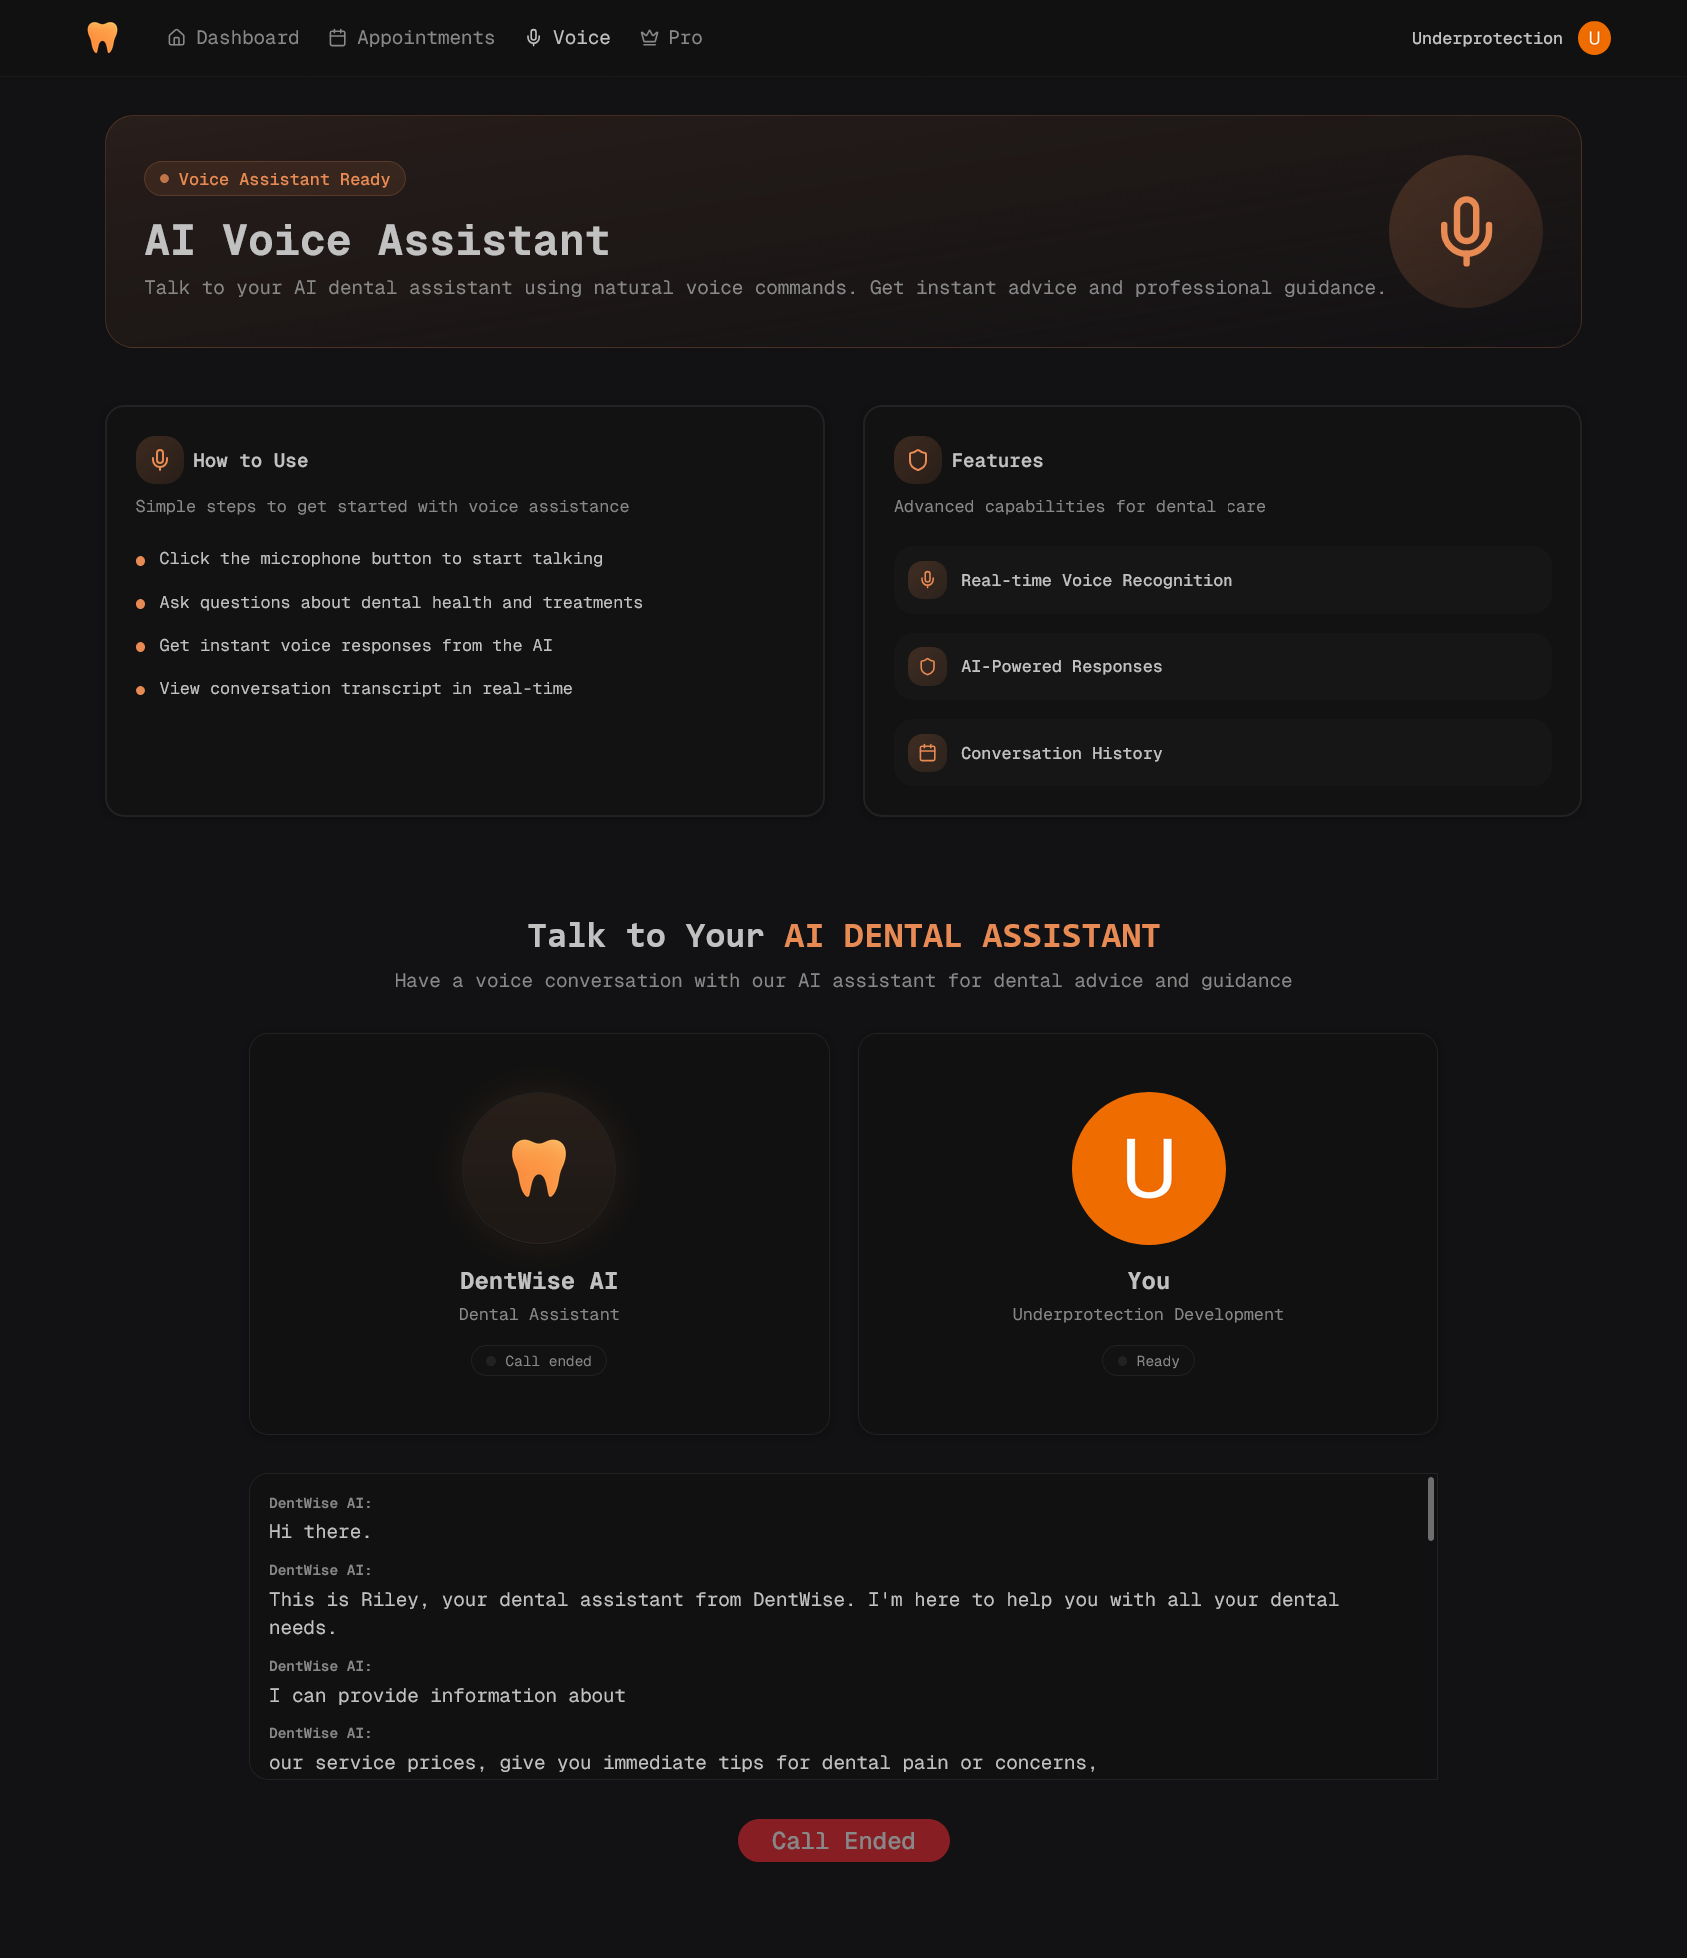 Dashboard
Appointments
Voice
Pro
Underprotection
U
Voice Assistant Ready
AI Voice Assistant
Talk to your AI dental assistant using natural voice commands. Get instant advice and professional guidance.
How to Use
Simple steps to get started with voice assistance
Click the microphone button to start talking
Ask questions about dental health and treatments
Get instant voice responses from the AI
View conversation transcript in real-time
Features
Advanced capabilities for dental care
Real-time Voice Recognition
AI-Powered Responses
Conversation History
Talk to Your AI DENTAL ASSISTANT
Have a voice conversation with our AI assistant for dental advice and guidance
DentWise AI
Dental Assistant
Call ended
U
You
Underprotection Development
Ready
DentWise AI:
Hi there.
DentWise AI:
This is Riley, your dental assistant from DentWise. I'm here to help you with all your dental
needs.
DentWise AI:
I can provide information about
DentWise AI:
our service prices, give you immediate tips for dental pain or concerns,
Call Ended